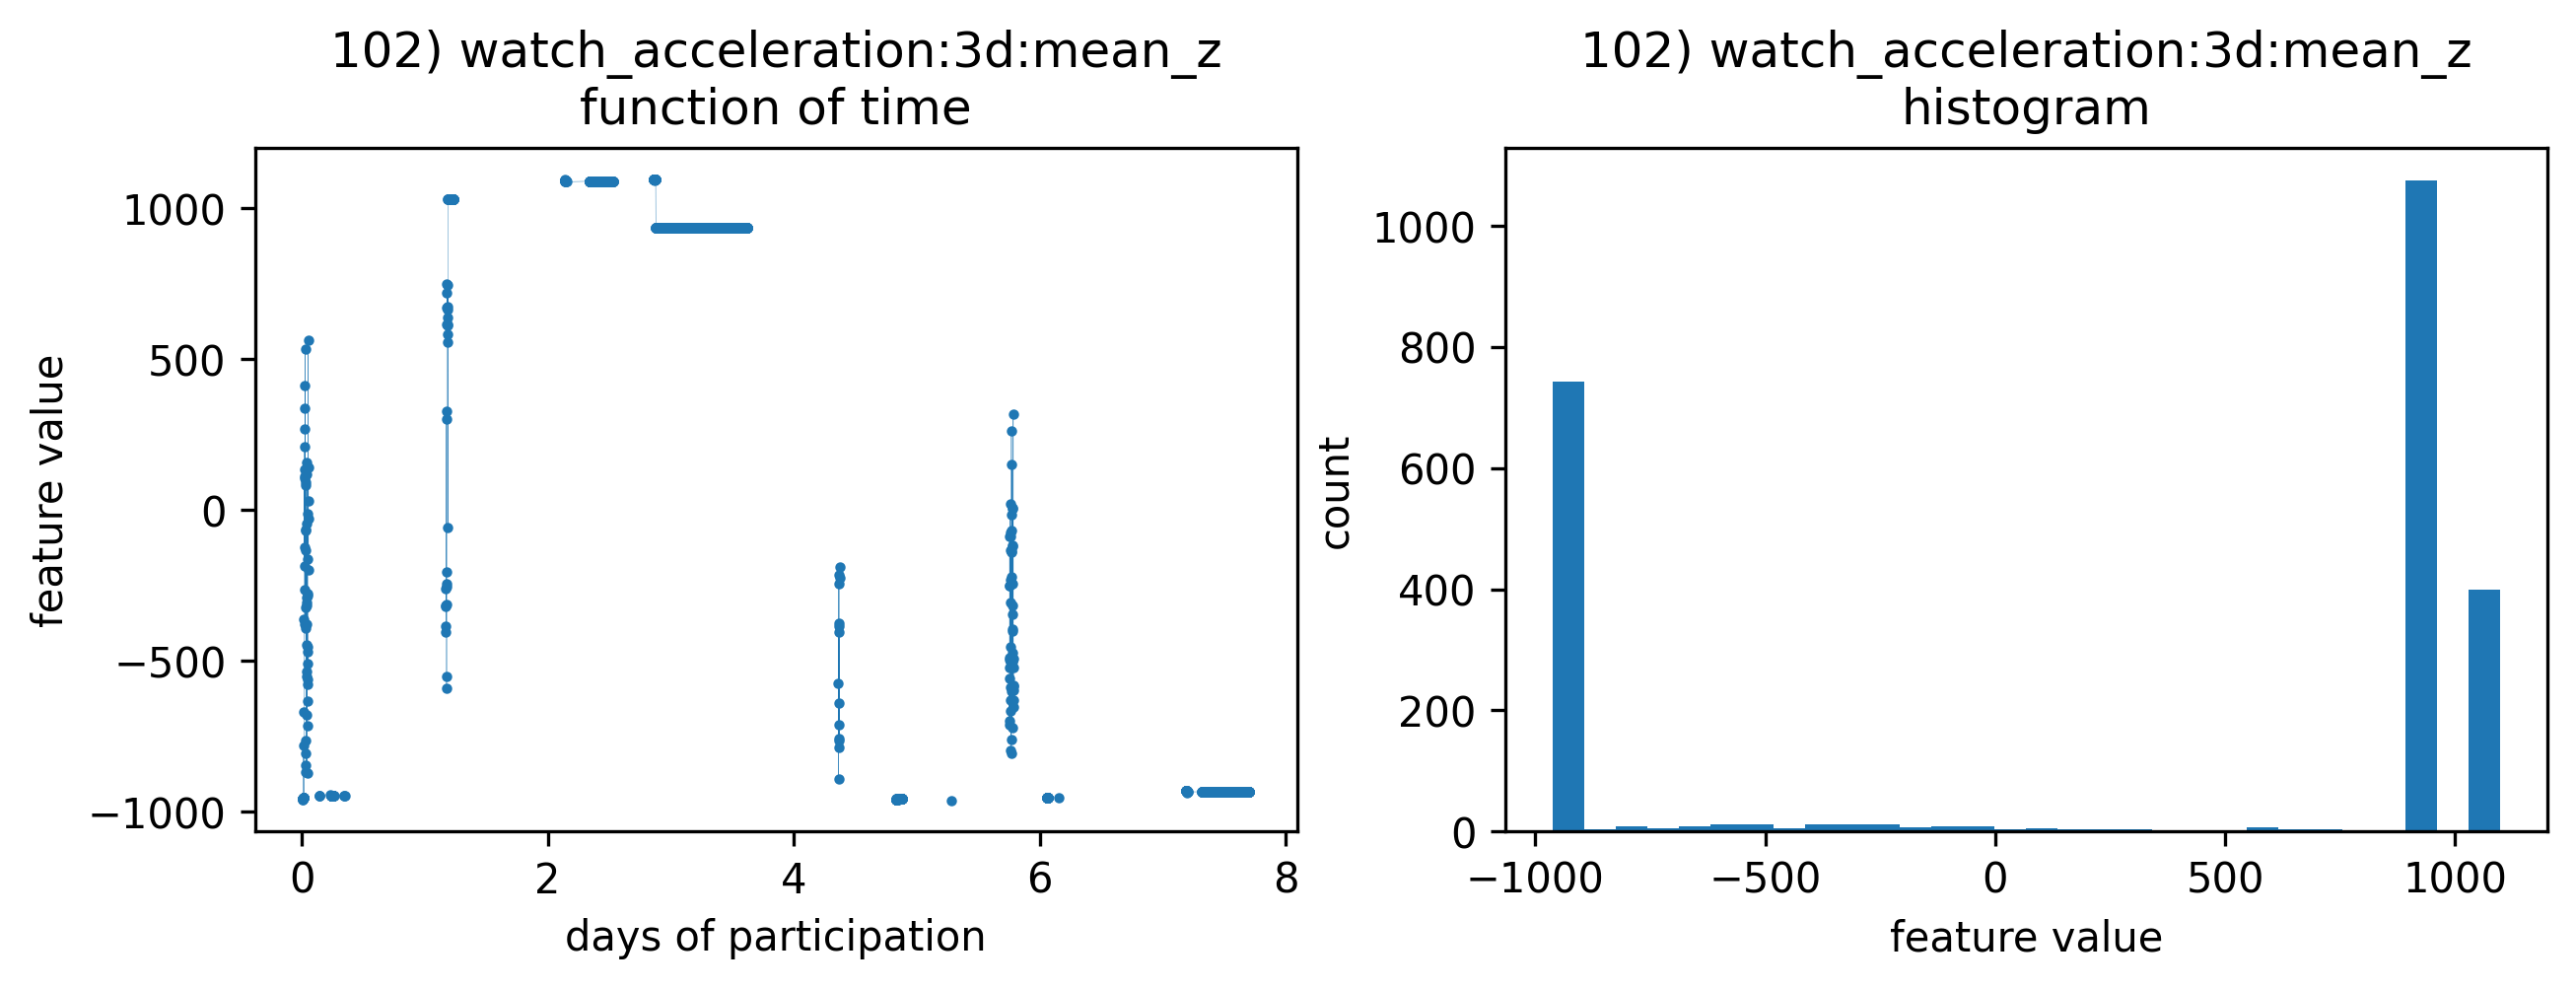 102) watch_acceleration:3d:mean_z
function of time
1000
500
0
−500
−1000
feature value
0
2
4
6
8
days of participation
102) watch_acceleration:3d:mean_z
histogram
1000
800
600
400
200
0
count
−1000
−500
0
500
1000
feature value